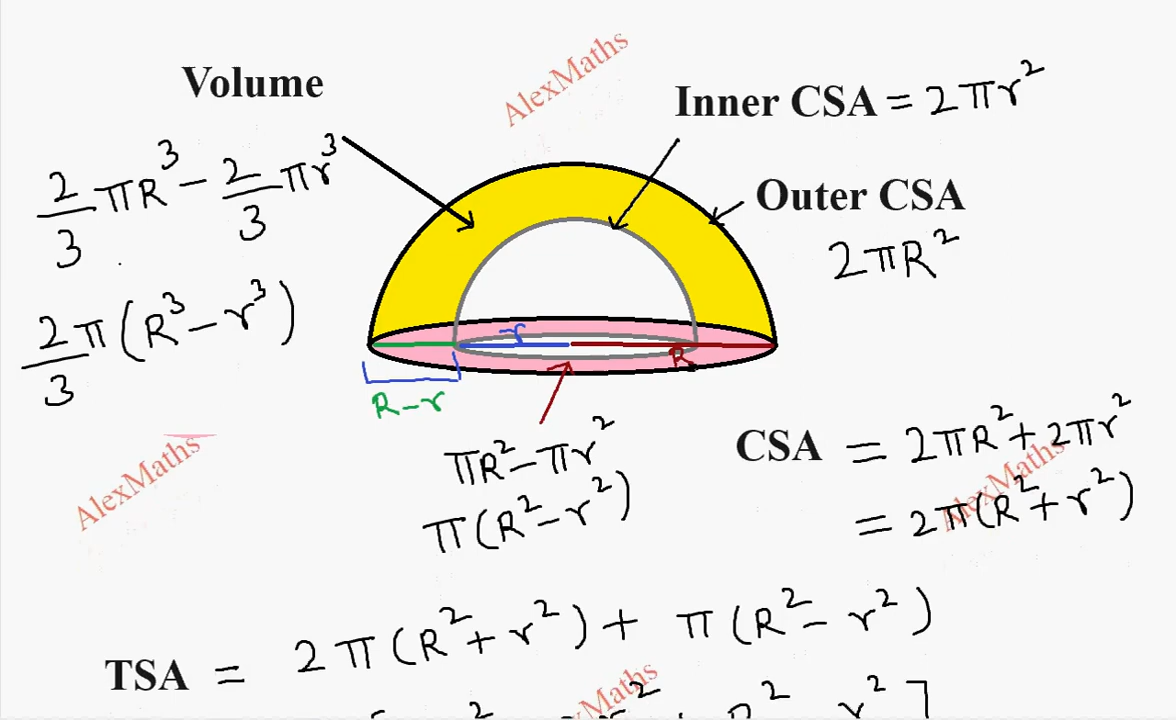 Volume
AlexMaths
Inner CSA = 2πr²
2/3 πR³ − 2/3 πr³
Outer CSA
2πR²
2/3 π(R³ − r³)
r
R
R−r
πR² − πr²
π(R² − r²)
CSA = 2πR² + 2πr²
= 2π(R² + r²)
AlexMaths
AlexMaths
TSA = 2π(R² + r²) + π(R² − r²)
Maths